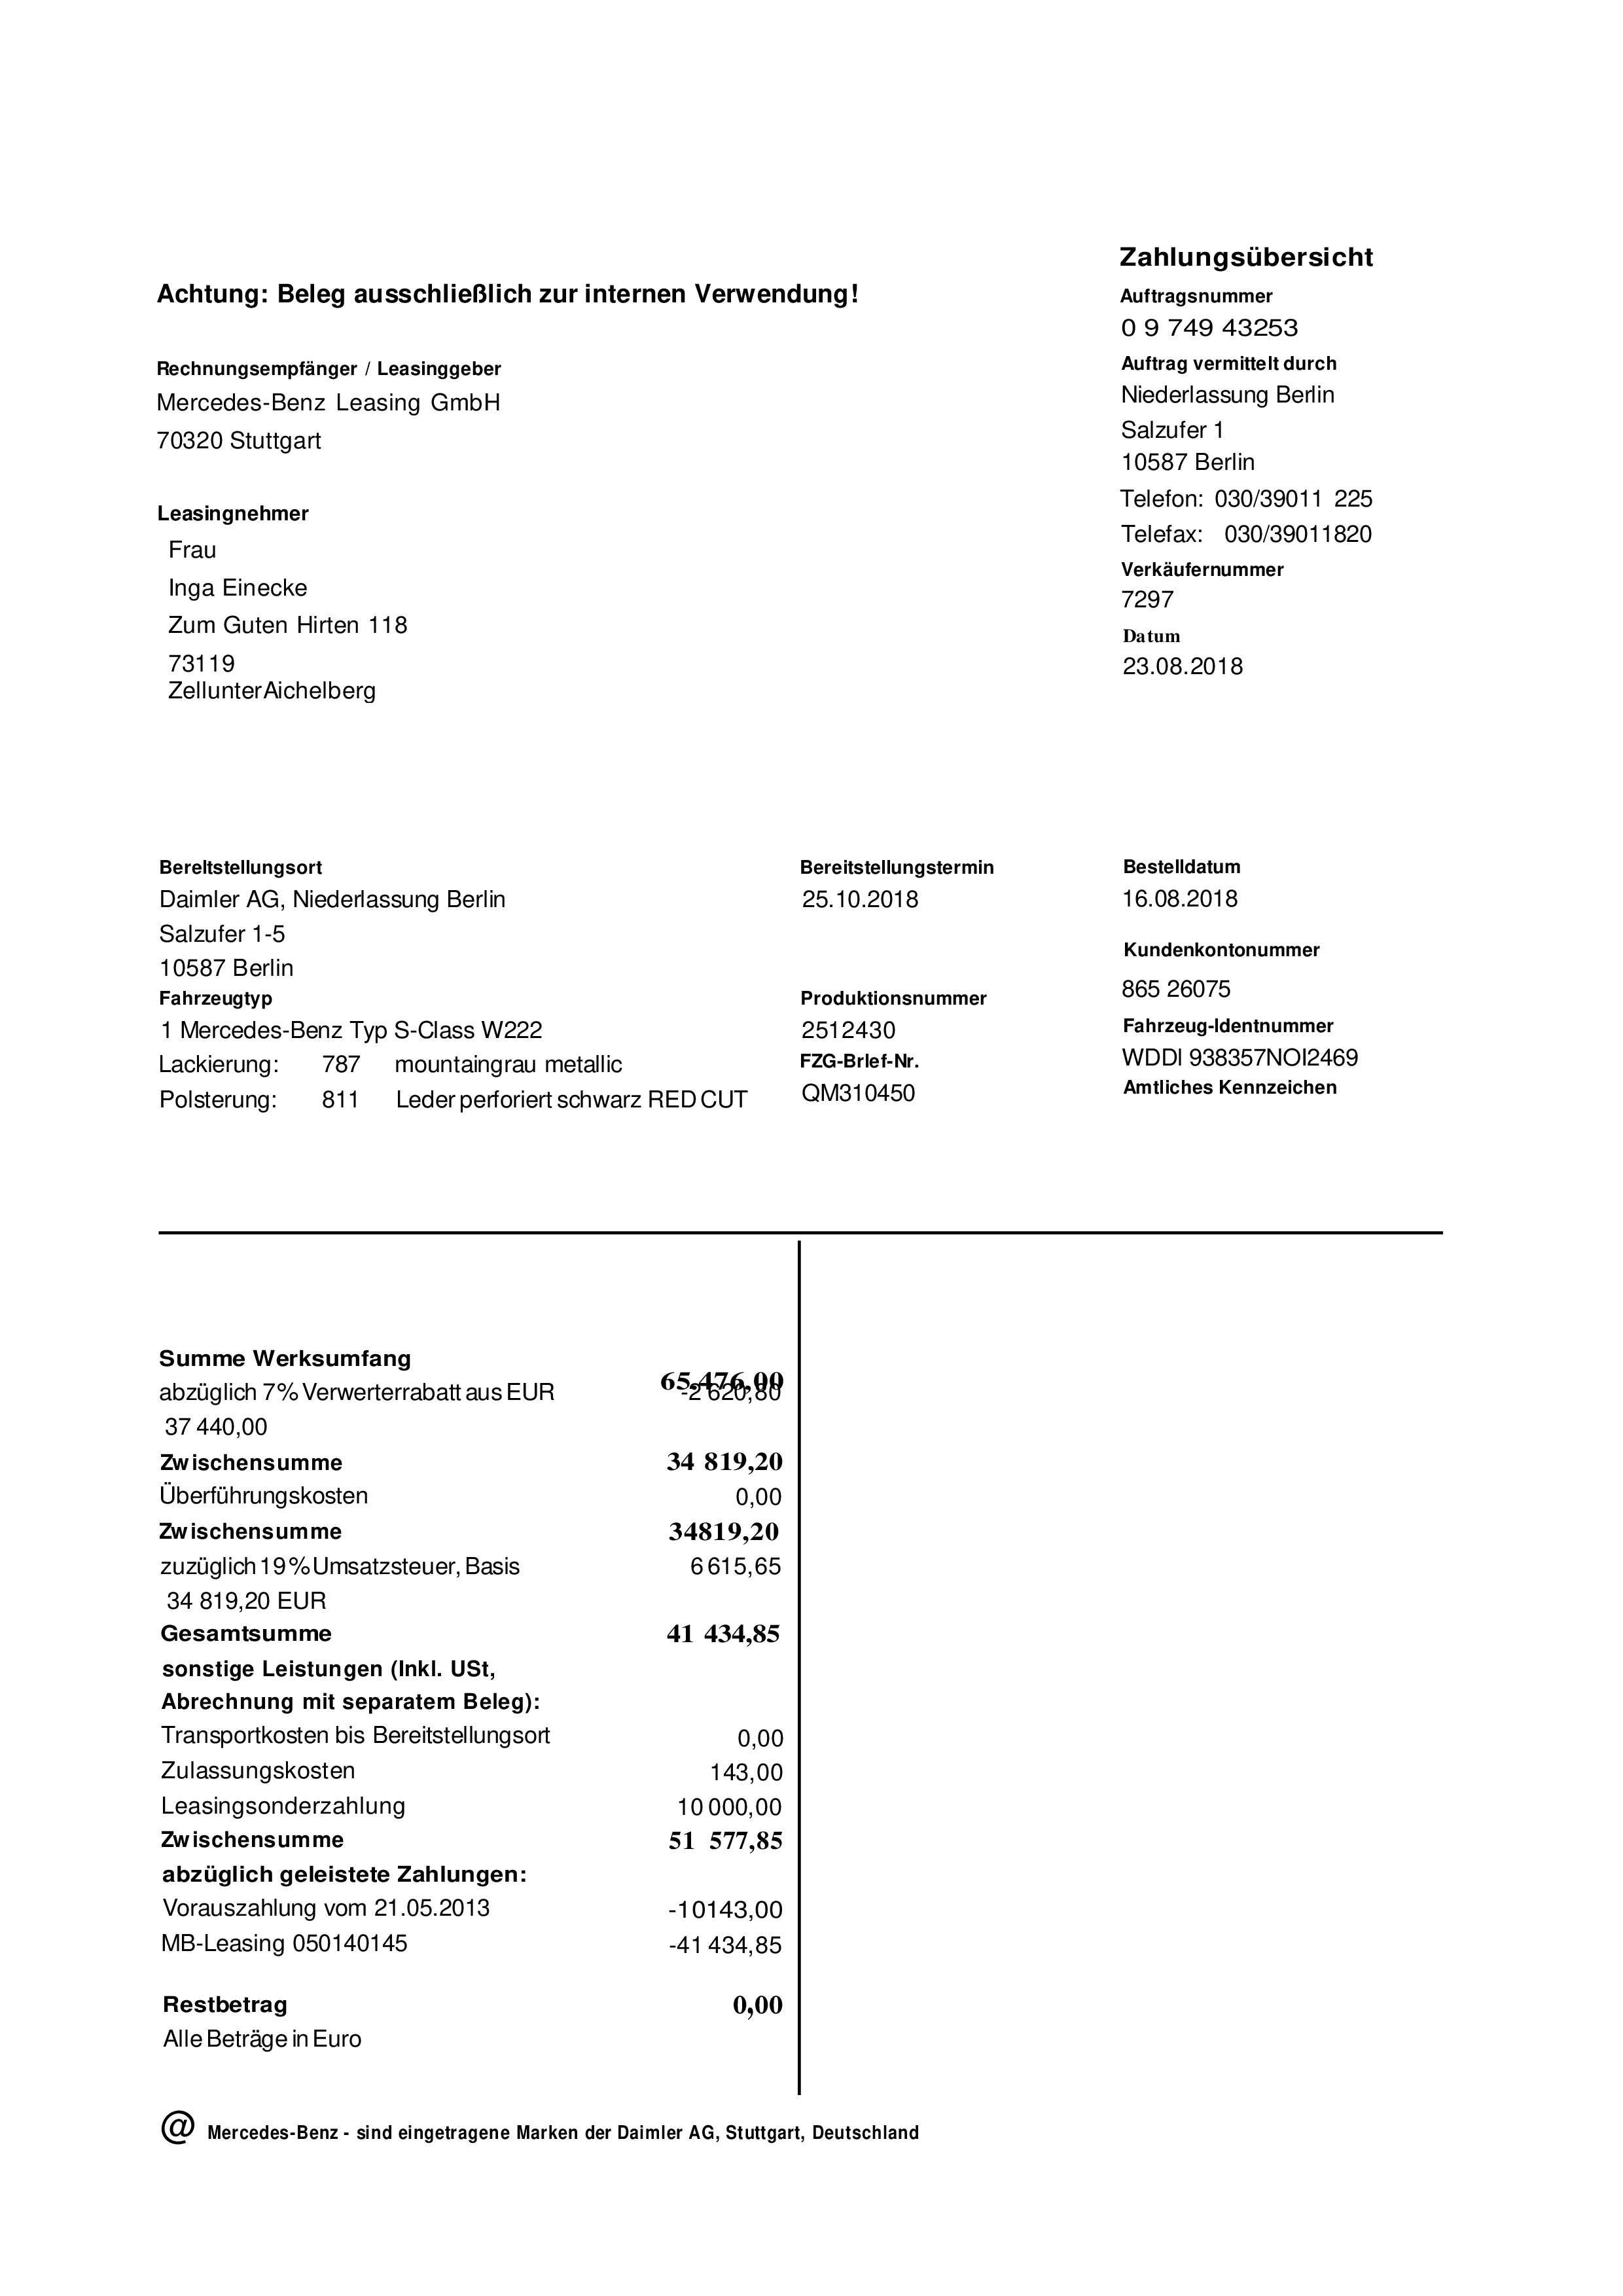 Zahlungsübersicht
Achtung: Beleg ausschließlich zur internen Verwendung!
Auftragsnummer
0 9 749 43253
Rechnungsempfänger / Leasinggeber
Mercedes-Benz Leasing GmbH
70320 Stuttgart
Auftrag vermittelt durch
Niederlassung Berlin
Salzufer 1
10587 Berlin
Telefon: 030/39011 225
Telefax: 030/39011820
Leasingnehmer
Frau
Inga Einecke
Zum Guten Hirten 118
73119
ZellunterAichelberg
Verkäufernummer
7297
Datum
23.08.2018
Bereltstellungsort
Daimler AG, Niederlassung Berlin
Salzufer 1-5
10587 Berlin
Bereitstellungstermin
25.10.2018
Bestelldatum
16.08.2018
Kundenkontonummer
865 26075
Fahrzeugtyp
1 Mercedes-Benz Typ S-Class W222
Lackierung: 787 mountaingrau metallic
Polsterung: 811 Leder perforiert schwarz RED CUT
Produktionsnummer
2512430
FZG-Brlef-Nr.
QM310450
Fahrzeug-Identnummer
WDDI 938357NOI2469
Amtliches Kennzeichen
Summe Werksumfang 65.476,00
abzüglich 7% Verwerterrabatt aus EUR -2 620,80
37 440,00
Zwischensumme 34 819,20
Überführungskosten 0,00
Zwischensumme 34819,20
zuzüglich 19 % Umsatzsteuer, Basis 6 615,65
34 819,20 EUR
Gesamtsumme 41 434,85
sonstige Leistungen (Inkl. USt,
Abrechnung mit separatem Beleg):
Transportkosten bis Bereitstellungsort 0,00
Zulassungskosten 143,00
Leasingsonderzahlung 10 000,00
Zwischensumme 51 577,85
abzüglich geleistete Zahlungen:
Vorauszahlung vom 21.05.2013 -10143,00
MB-Leasing 050140145 -41 434,85
Restbetrag 0,00
Alle Beträge in Euro
@ Mercedes-Benz - sind eingetragene Marken der Daimler AG, Stuttgart, Deutschland